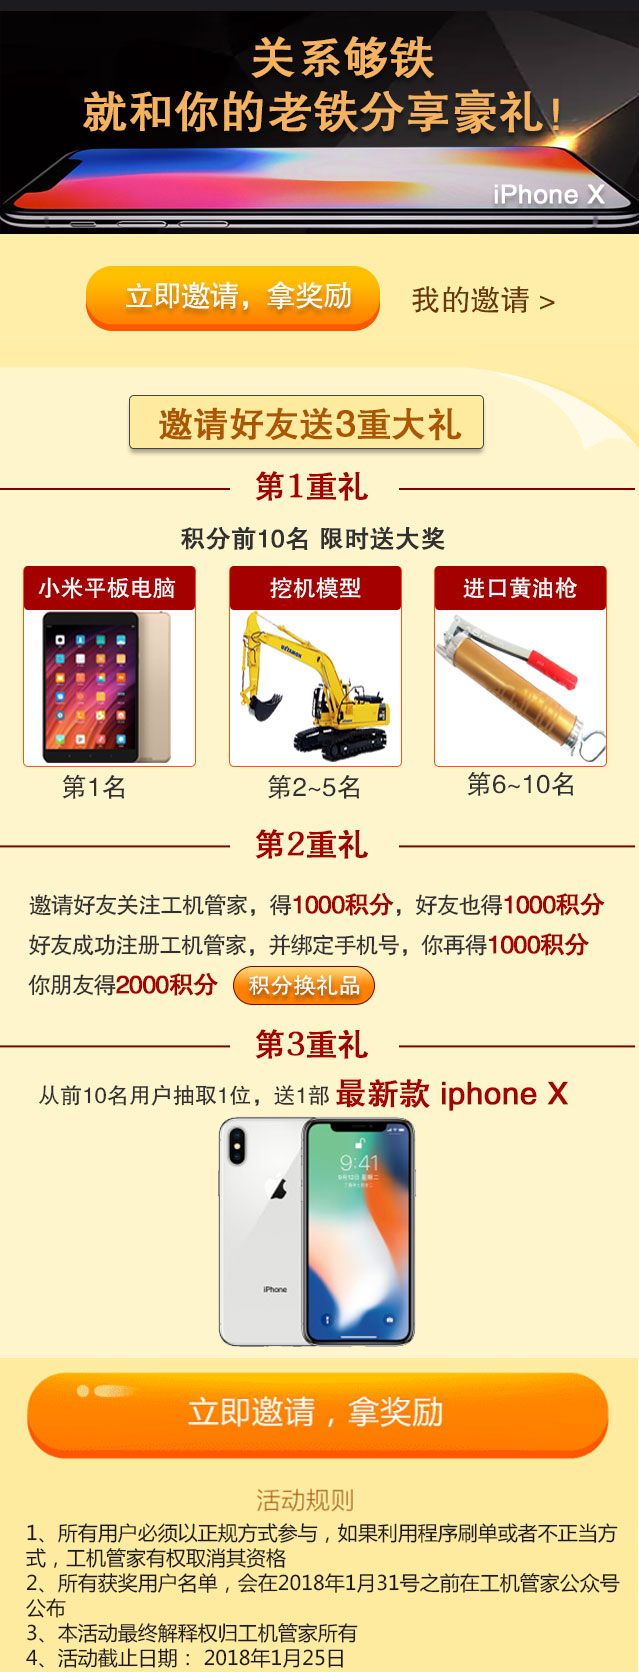 关系够铁
就和你的老铁分享豪礼！
iPhone X
立即邀请，拿奖励
我的邀请 >
邀请好友送3重大礼
第1重礼
积分前10名 限时送大奖
小米平板电脑
挖机模型
进口黄油枪
第1名
第2~5名
第6~10名
第2重礼
邀请好友关注工机管家，得1000积分，好友也得1000积分
好友成功注册工机管家，并绑定手机号，你再得1000积分
你朋友得2000积分
积分换礼品
第3重礼
从前10名用户抽取1位，送1部 最新款 iphone X
9:41
9月12日 星期二
iPhone
立即邀请，拿奖励
活动规则
1、所有用户必须以正规方式参与，如果利用程序刷单或者不正当方
式，工机管家有权取消其资格
2、所有获奖用户名单，会在2018年1月31号之前在工机管家公众号
公布
3、本活动最终解释权归工机管家所有
4、活动截止日期： 2018年1月25日